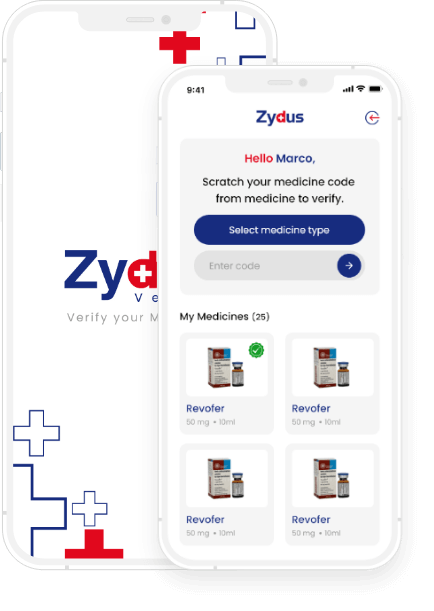 Zyd
Ve
Verify your M
9:41
Zydus
Hello Marco,
Scratch your medicine code
from medicine to verify.
Select medicine type
Enter code
My Medicines (25)
Revofer
50 mg • 10ml
Revofer
50 mg • 10ml
Revofer
50 mg • 10ml
Revofer
50 mg • 10ml